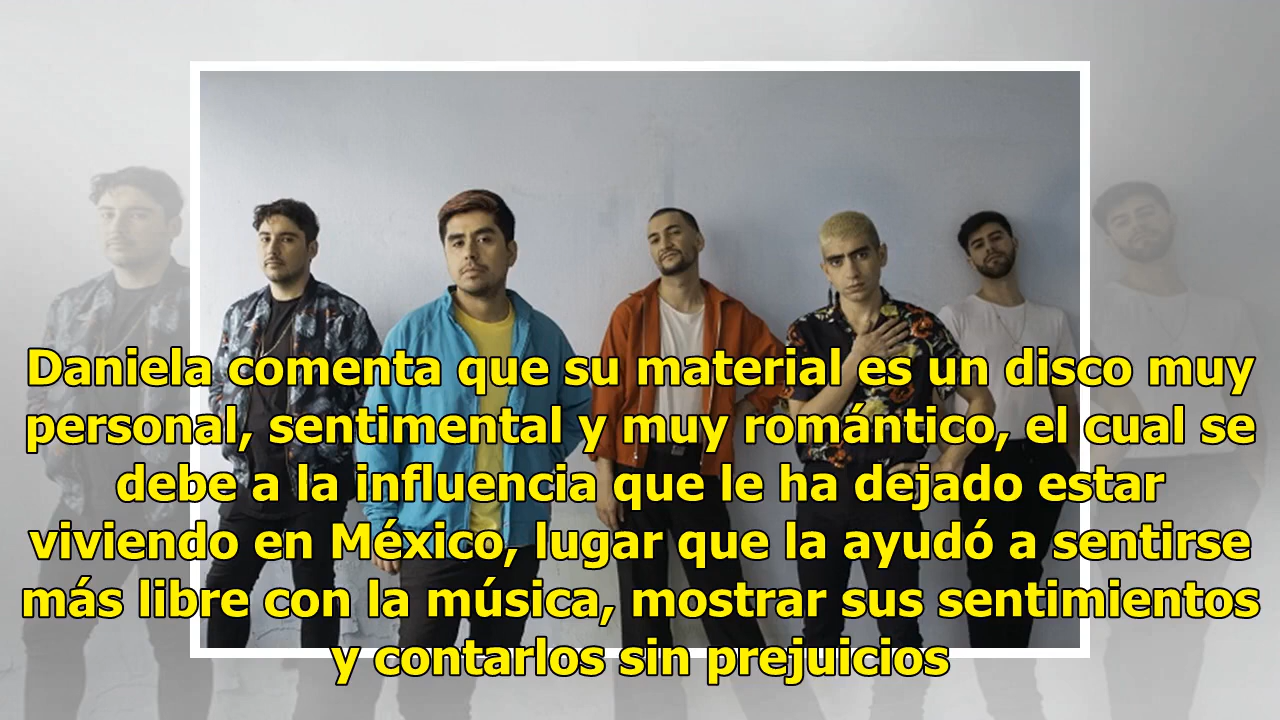 Daniela comenta que su material es un disco muy
personal, sentimental y muy romántico, el cual se
debe a la influencia que le ha dejado estar
viviendo en México, lugar que la ayudó a sentirse
más libre con la música, mostrar sus sentimientos
y contarlos sin prejuicios